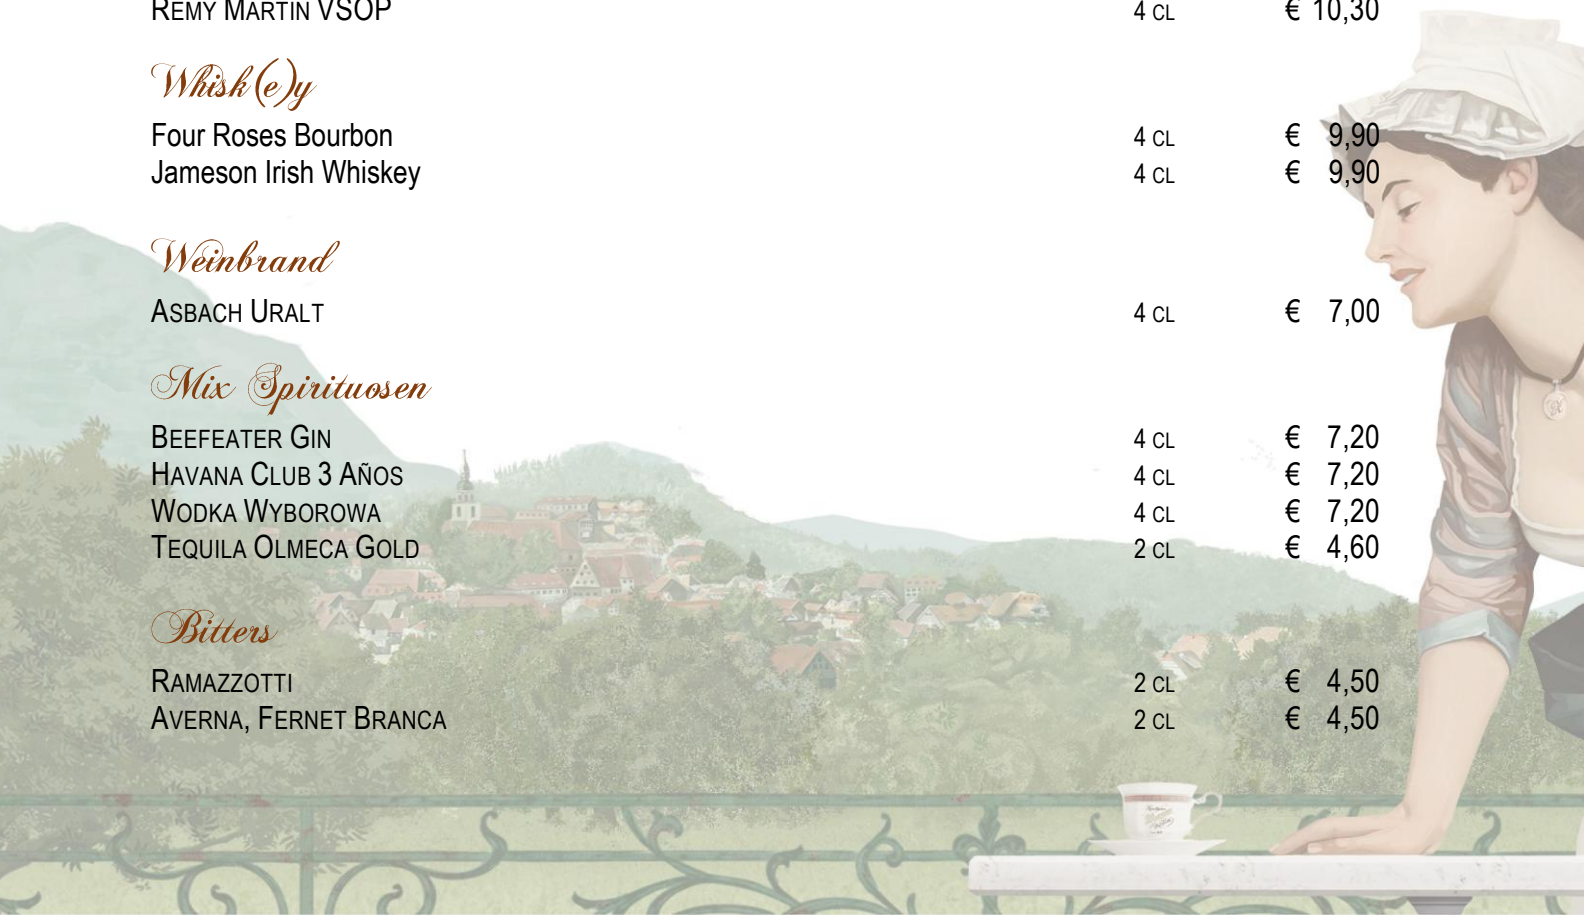 REMY MARTIN VSOP 4 CL € 10,30
Whisk(e)y
Four Roses Bourbon 4 CL € 9,90
Jameson Irish Whiskey 4 CL € 9,90
Weinbrand
ASBACH URALT 4 CL € 7,00
Mix Spirituosen
BEEFEATER GIN 4 CL € 7,20
HAVANA CLUB 3 AÑOS 4 CL € 7,20
WODKA WYBOROWA 4 CL € 7,20
TEQUILA OLMECA GOLD 2 CL € 4,60
Bitters
RAMAZZOTTI 2 CL € 4,50
AVERNA, FERNET BRANCA 2 CL € 4,50